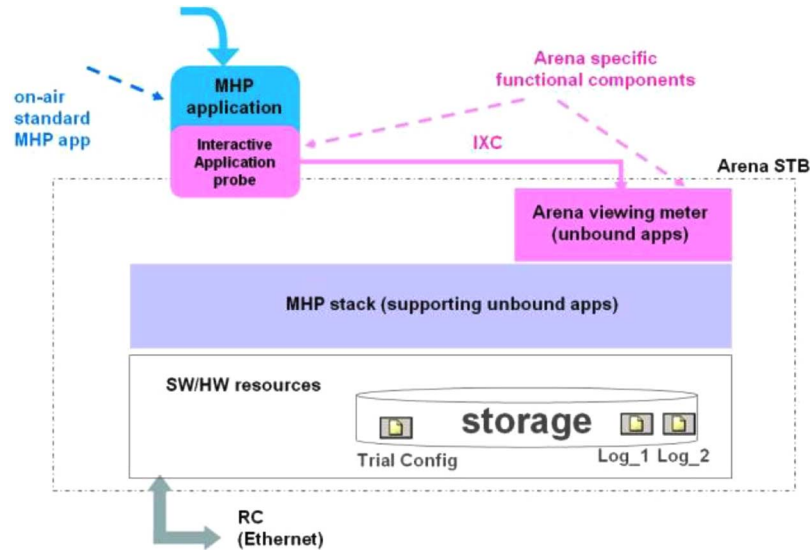 MHP
application
Interactive
Application
probe
on-air
standard
MHP app
Arena specific
functional components
IXC
Arena STB
Arena viewing meter
(unbound apps)
MHP stack (supporting unbound apps)
SW/HW resources
storage
Trial Config
Log_1 Log_2
RC
(Ethernet)